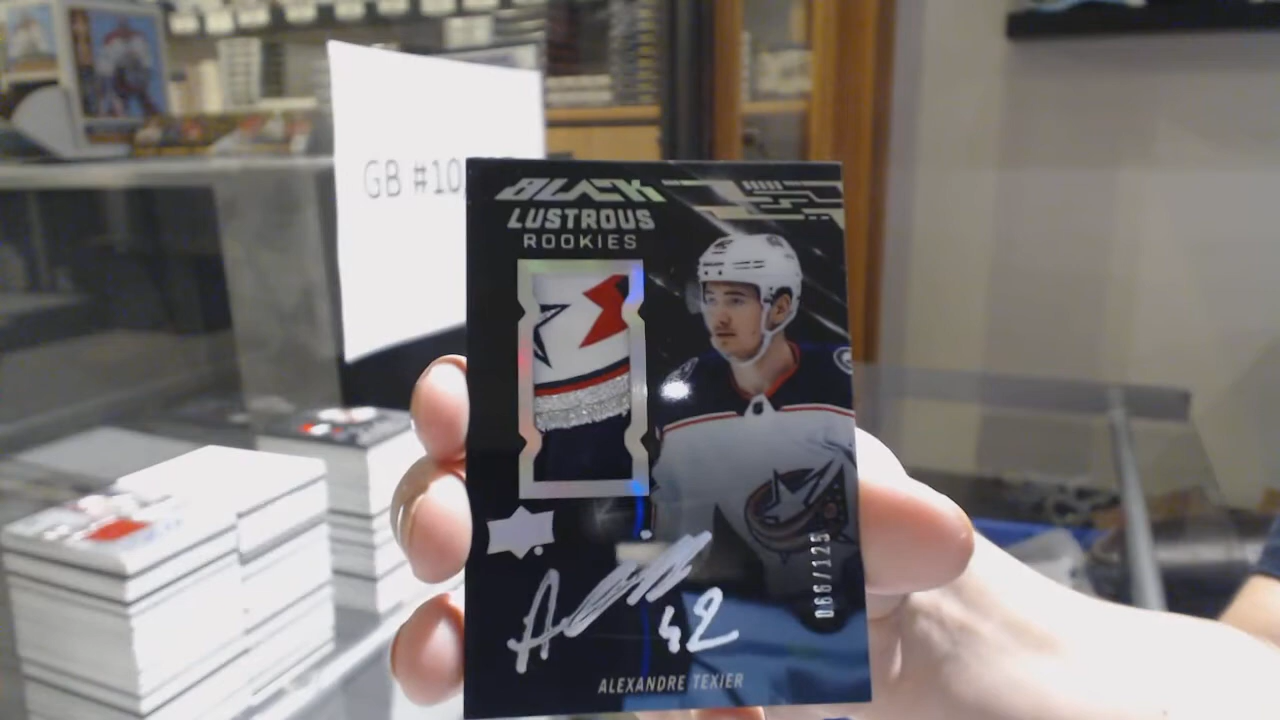 GB #10,
BLACK
LUSTROUS
ROOKIES
066/125
42
ALEXANDRE TEXIER